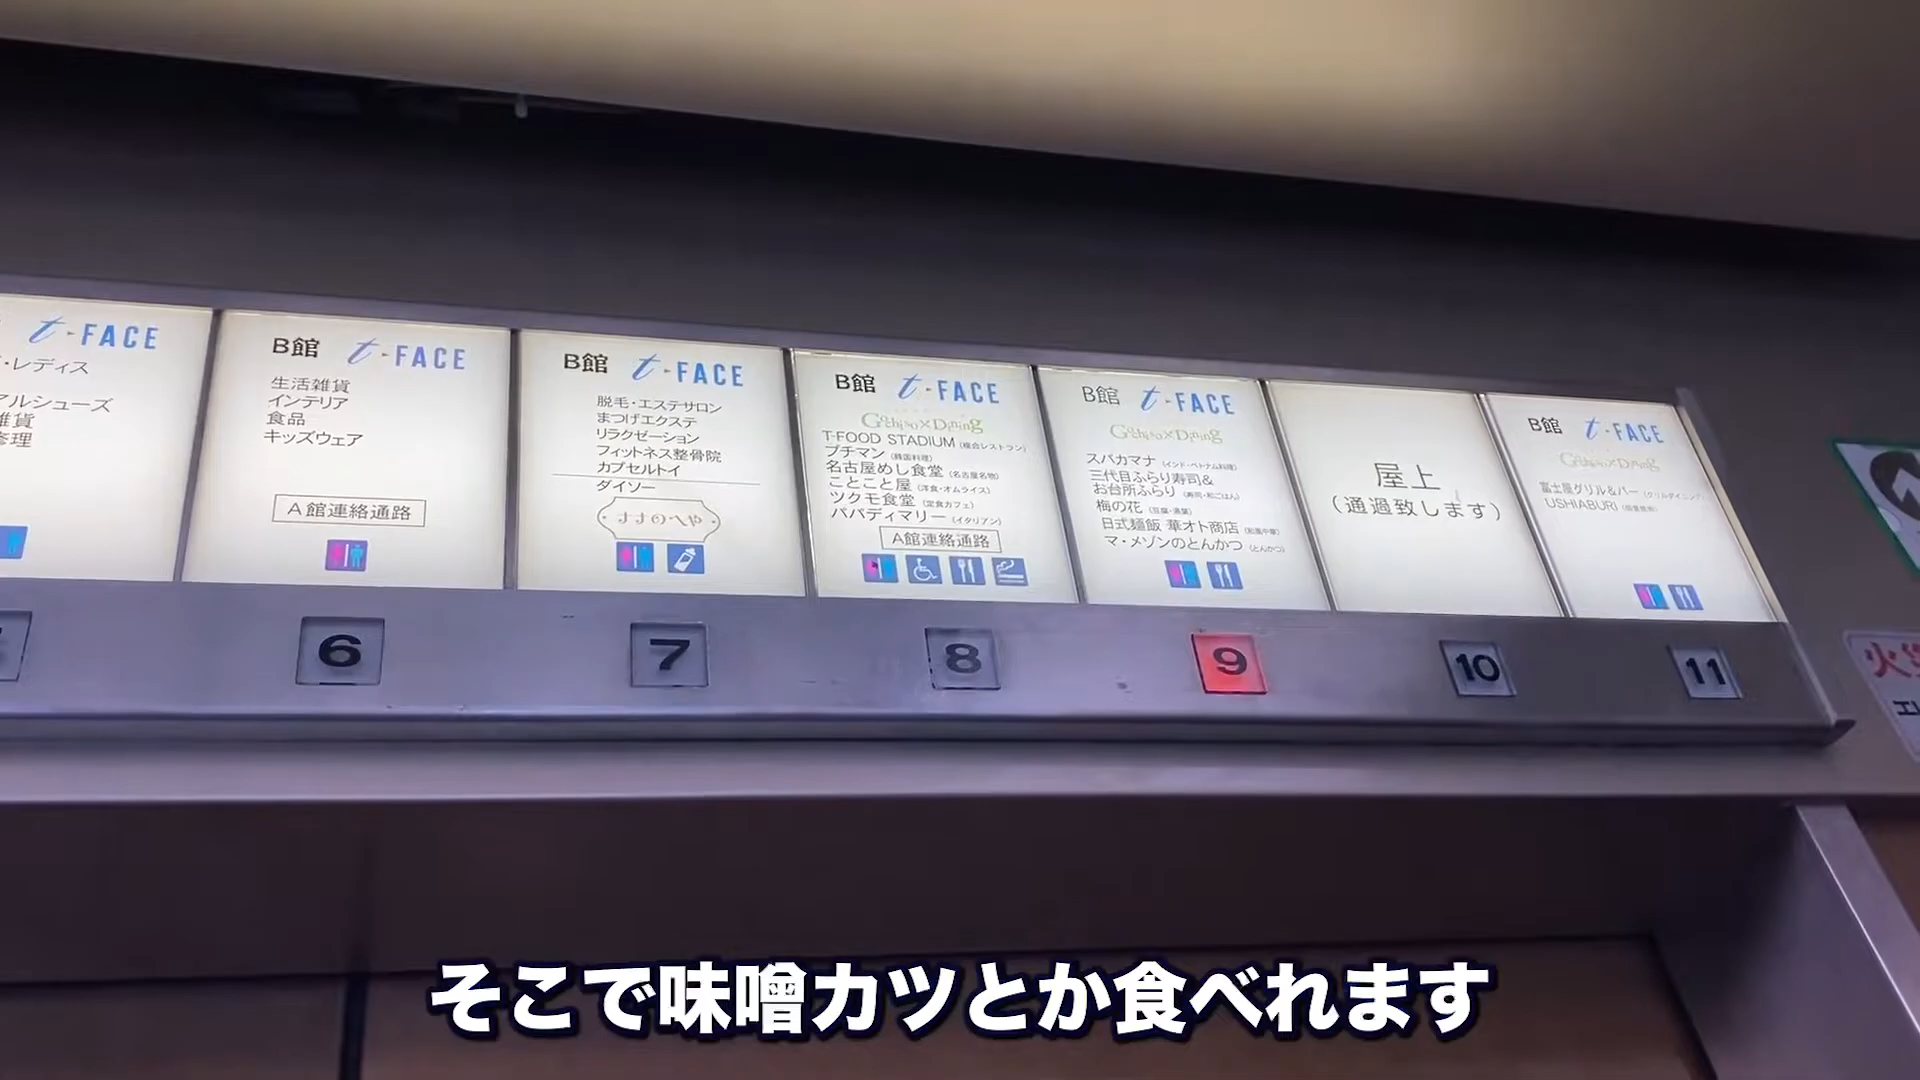 t-FACE
・レディス
アルシューズ
雑貨
修理
B館 t-FACE
生活雑貨
インテリア
食品
キッズウェア
A館連絡通路
6
B館 t-FACE
脱毛・エステサロン
まつげエクステ
リラクゼーション
フィットネス整骨院
カプセルトイ
ダイソー
ナナのへや
7
B館 t-FACE
Gochiso×Dining
T-FOOD STADIUM (複合レストラン)
プチマン (韓国料理)
名古屋めし食堂 (名古屋名物)
ことこと屋 (洋食・オムライス)
ツクモ食堂 (定食カフェ)
パパディマリー (イタリアン)
A館連絡通路
8
B館 t-FACE
Gochiso×Dining
スパカマナ (インド・ベトナム料理)
三代目ふらり寿司&
お台所ふらり (寿司・和ごはん)
梅の花 (豆腐・湯葉)
日式麺飯 華オト商店 (和風中華)
マ・メゾンのとんかつ (とんかつ)
9
屋上
(通過致します)
10
B館 t-FACE
Gochiso×Dining
富士屋グリル&バー (グリルダイニング)
USHIABURI
11
火災
エレ
そこで味噌カツとか食べれます